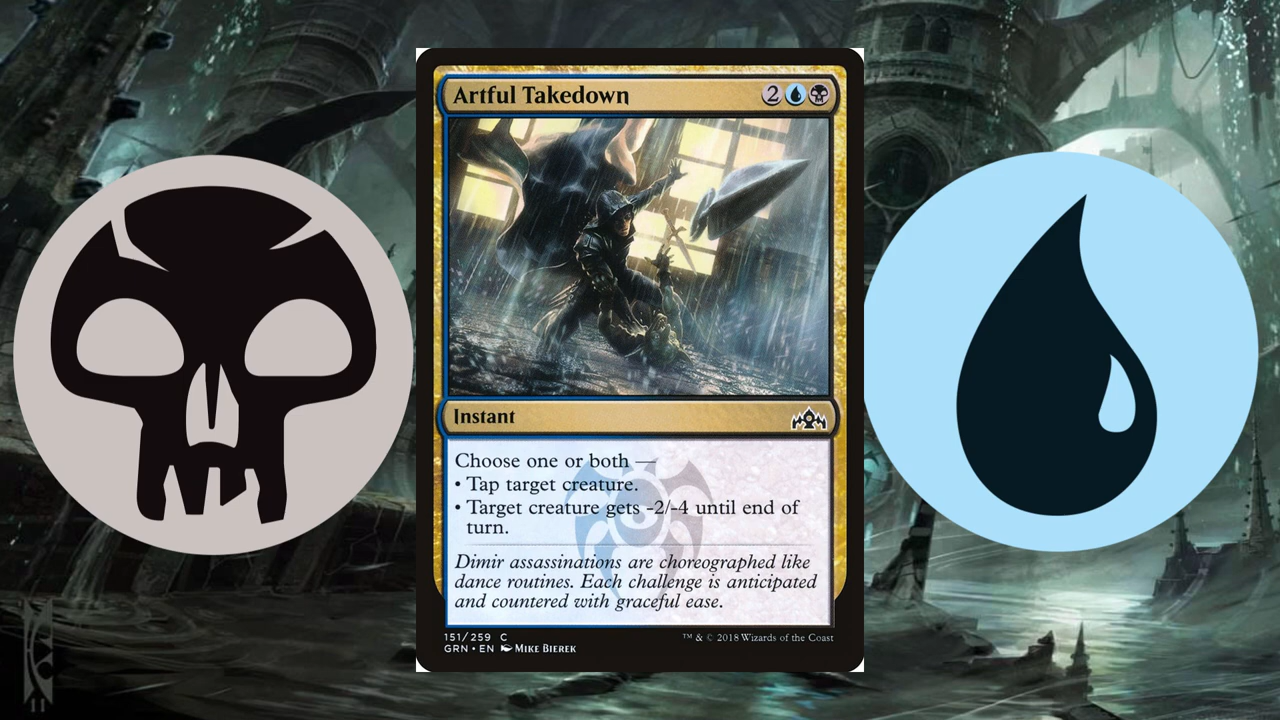 Artful Takedown 2
Instant
Choose one or both —
• Tap target creature.
• Target creature gets -2/-4 until end of
turn.
Dimir assassinations are choreographed like
dance routines. Each challenge is anticipated
and countered with graceful ease.
151/259 C
™ & © 2018 Wizards of the Coast
GRN • EN Mike Bierek